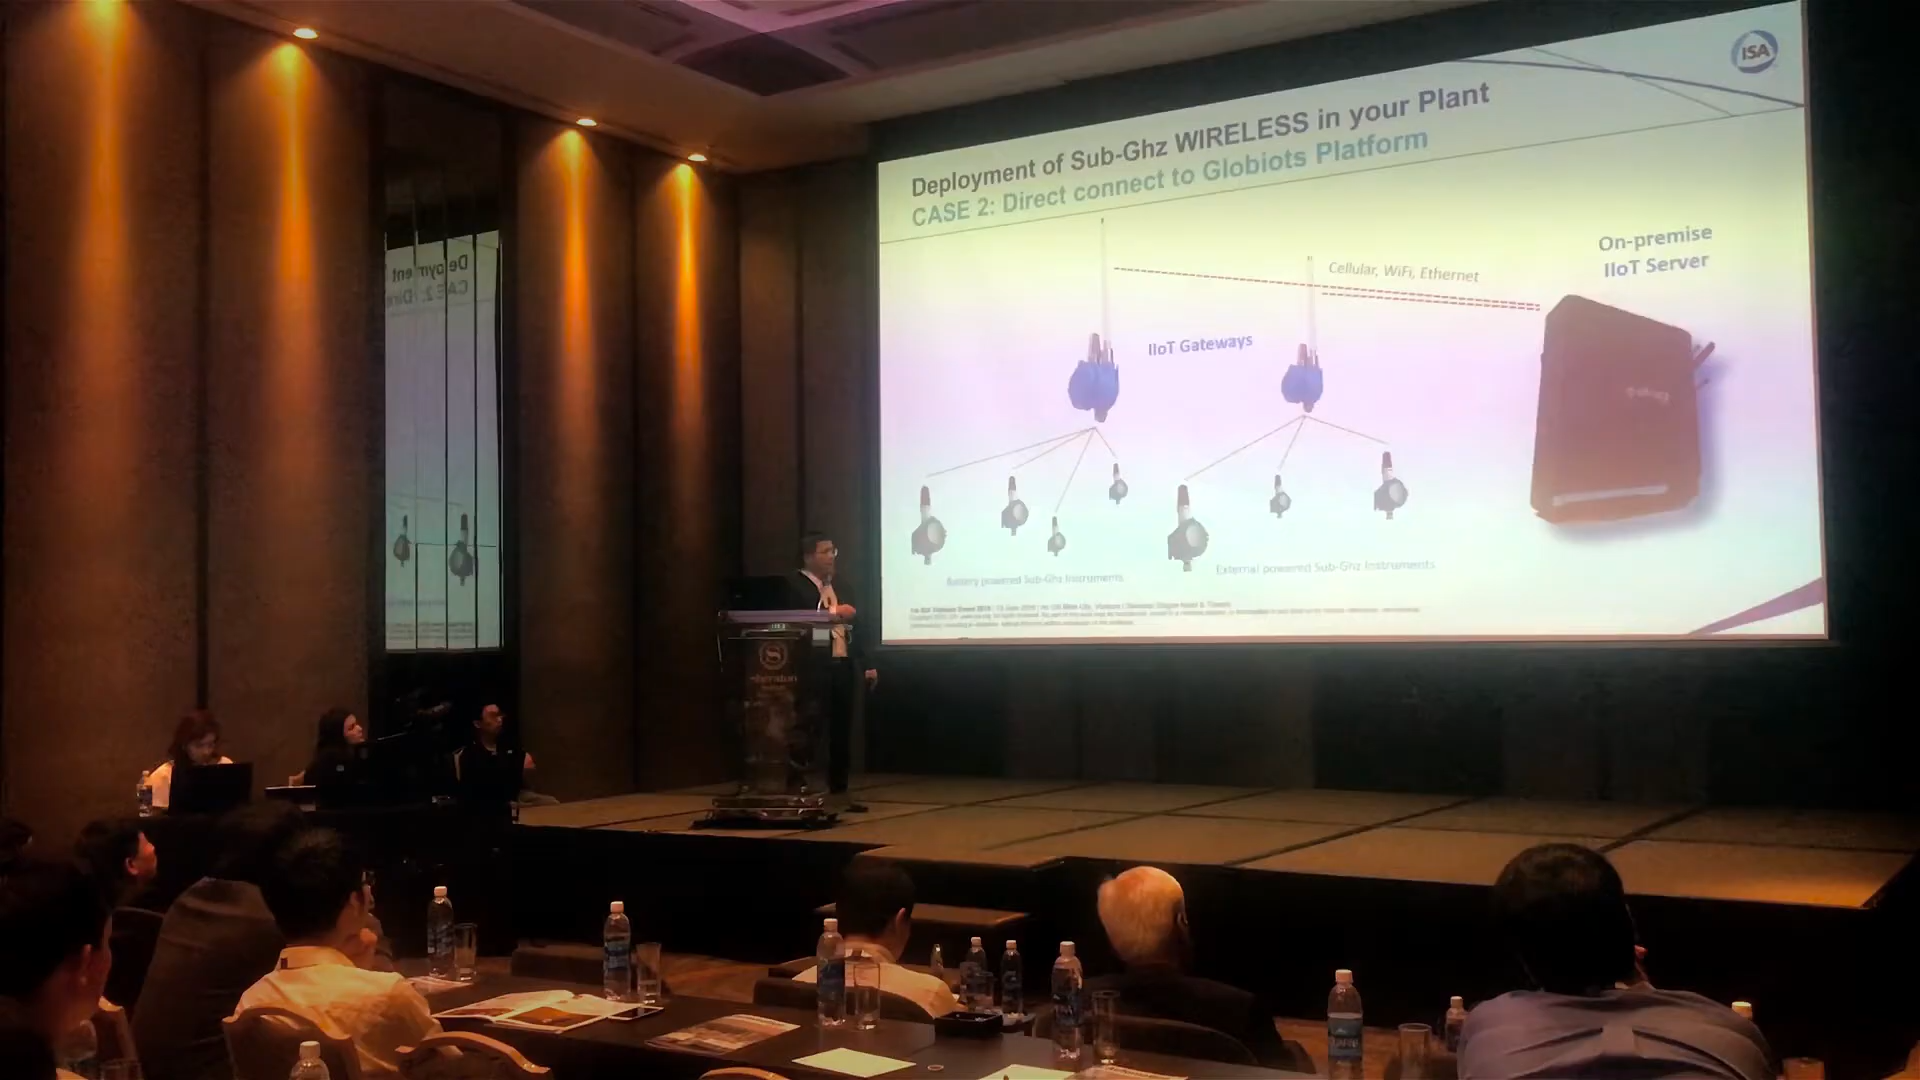 ISA
Deployment of Sub-Ghz WIRELESS in your Plant
CASE 2: Direct connect to Globiots Platform
On-premise
IIoT Server
Cellular, WiFi, Ethernet
IIoT Gateways
Battery powered Sub-Ghz Instruments
External powered Sub-Ghz Instruments
Sheraton